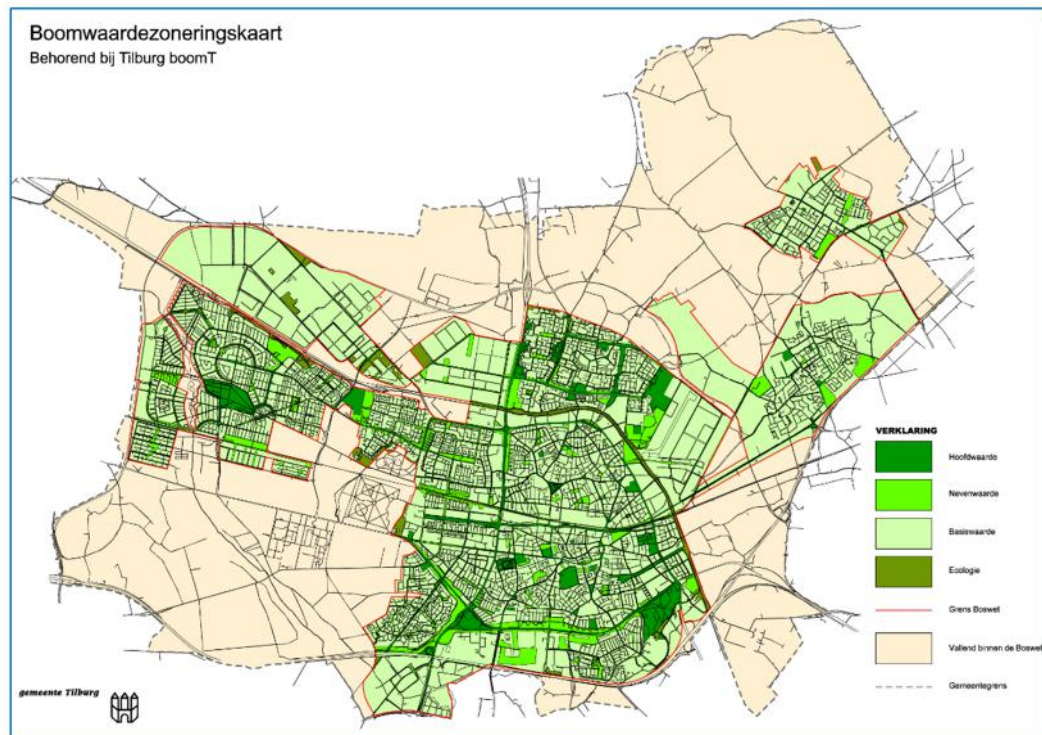 Boomwaardezoneringskaart
Behorend bij Tilburg boomT
VERKLARING
Hoofdwaarde
Nevenwaarde
Basiswaarde
Ecologie
Grens Boswet
Vallend binnen de Boswet
Gemeentegrens
gemeente Tilburg